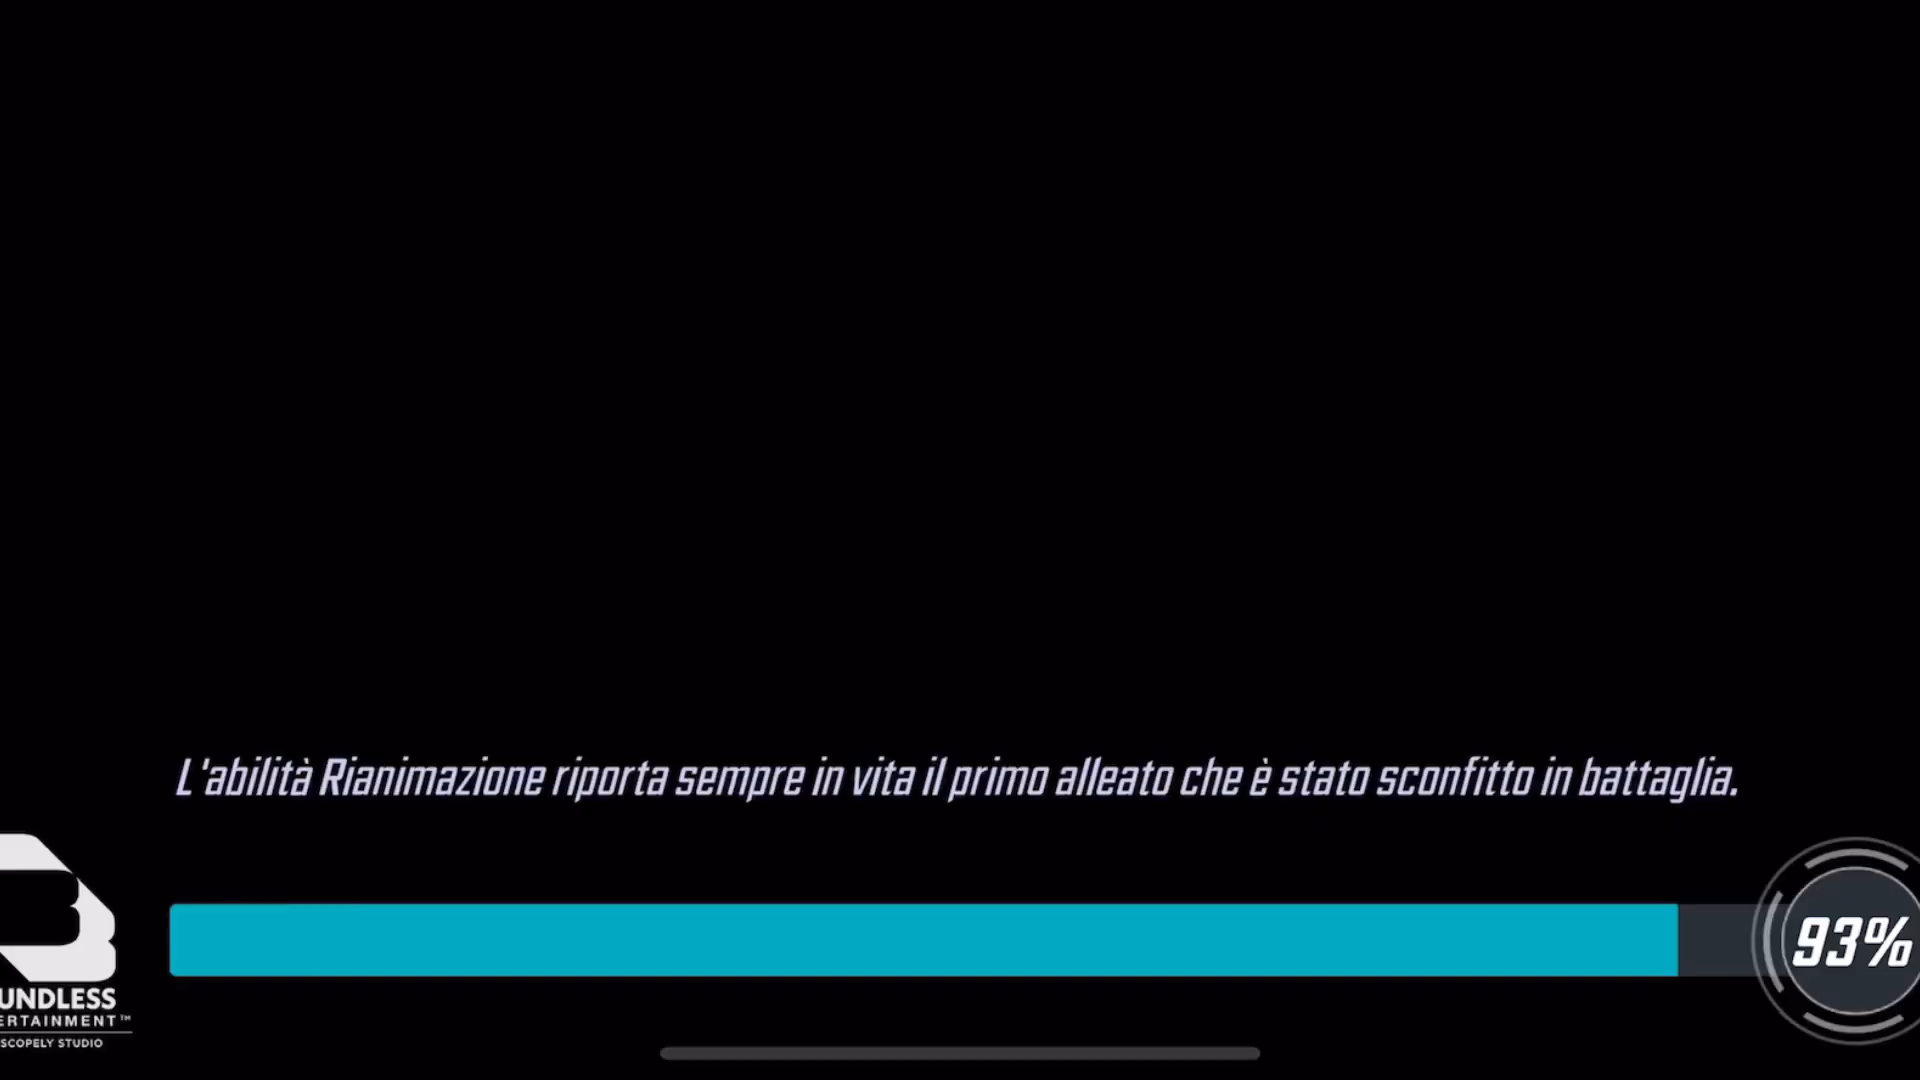 L'abilità Rianimazione riporta sempre in vita il primo alleato che è stato sconfitto in battaglia.
93%
UNDLESS
ERTAINMENT™
SCOPELY STUDIO